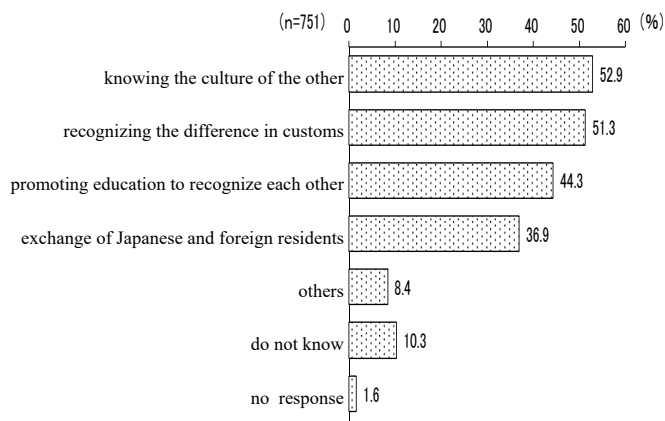 (n=751) 0 10 20 30 40 50 60 (%)
knowing the culture of the other 52.9
recognizing the difference in customs 51.3
promoting education to recognize each other 44.3
exchange of Japanese and foreign residents 36.9
others 8.4
do not know 10.3
no response 1.6